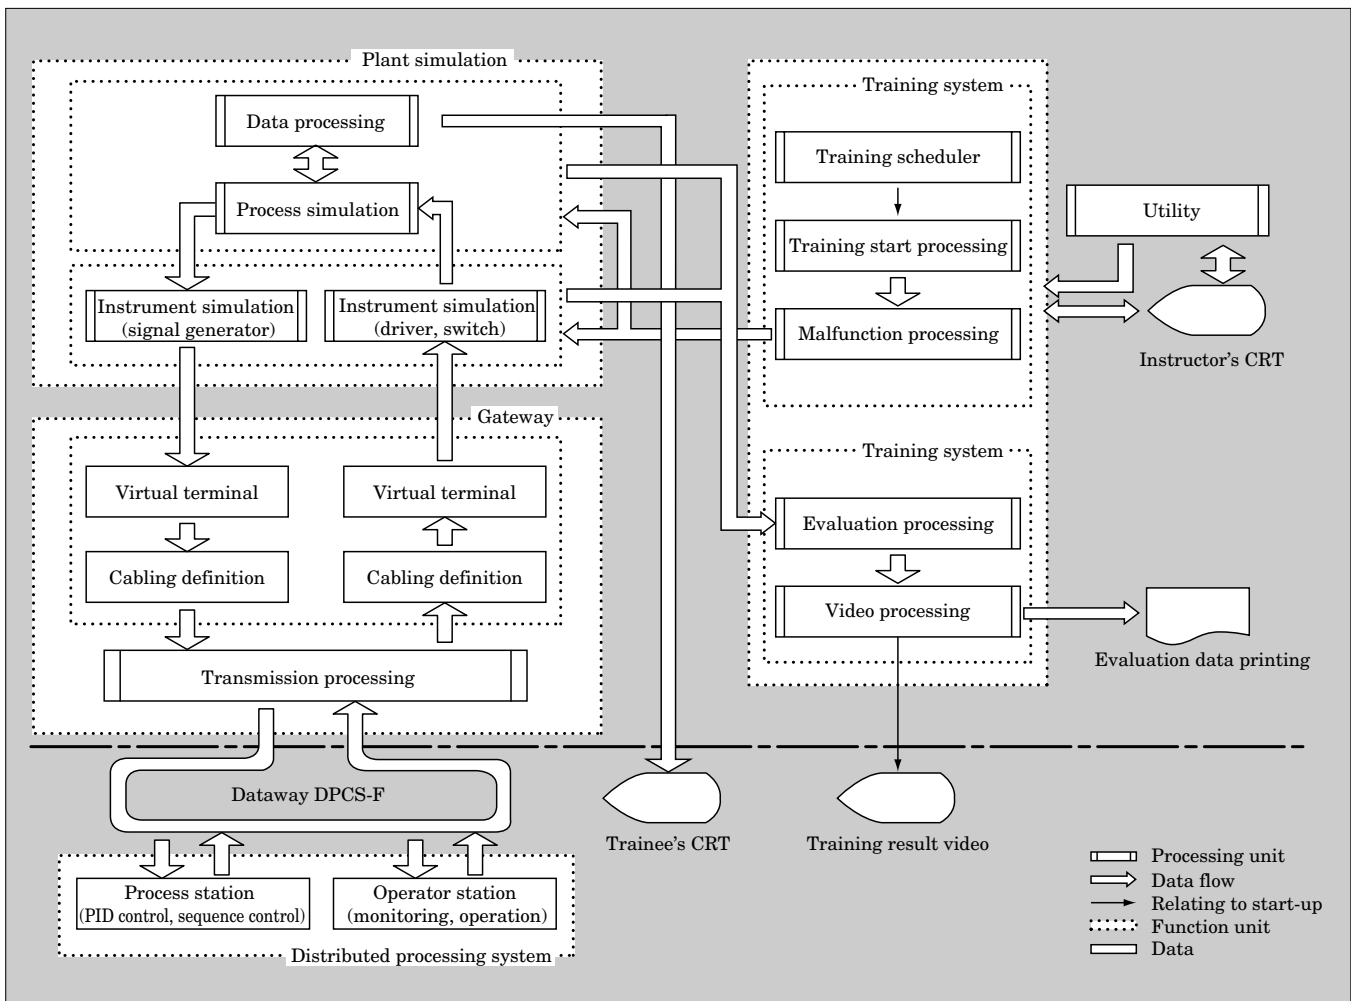 Plant simulation
Data processing
Process simulation
Instrument simulation
(signal generator)
Instrument simulation
(driver, switch)
Gateway
Virtual terminal
Virtual terminal
Cabling definition
Cabling definition
Transmission processing
Dataway DPCS-F
Process station
(PID control, sequence control)
Operator station
(monitoring, operation)
Distributed processing system
Training system
Training scheduler
Training start processing
Malfunction processing
Training system
Evaluation processing
Video processing
Utility
Instructor's CRT
Evaluation data printing
Trainee's CRT
Training result video
Processing unit
Data flow
Relating to start-up
Function unit
Data